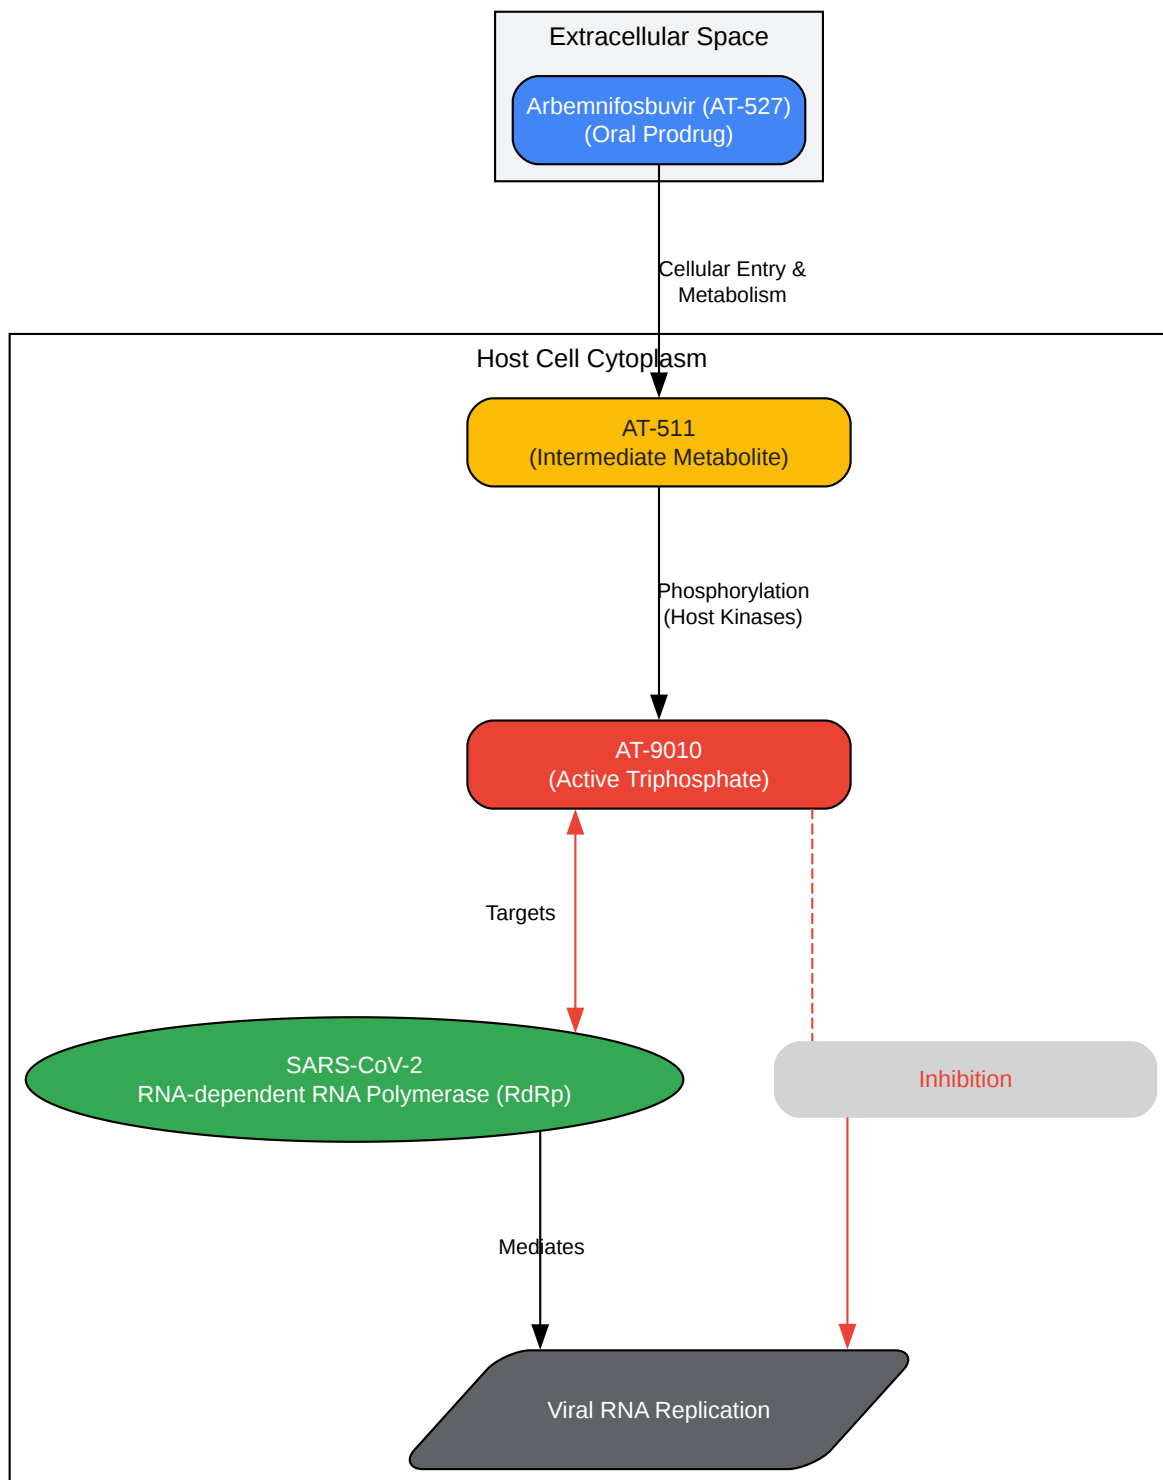 Extracellular Space
Arbemnifosbuvir (AT-527)
(Oral Prodrug)
Cellular Entry &
Metabolism
Host Cell Cytoplasm
AT-511
(Intermediate Metabolite)
Phosphorylation
(Host Kinases)
AT-9010
(Active Triphosphate)
Targets
SARS-CoV-2
RNA-dependent RNA Polymerase (RdRp)
Inhibition
Mediates
Viral RNA Replication